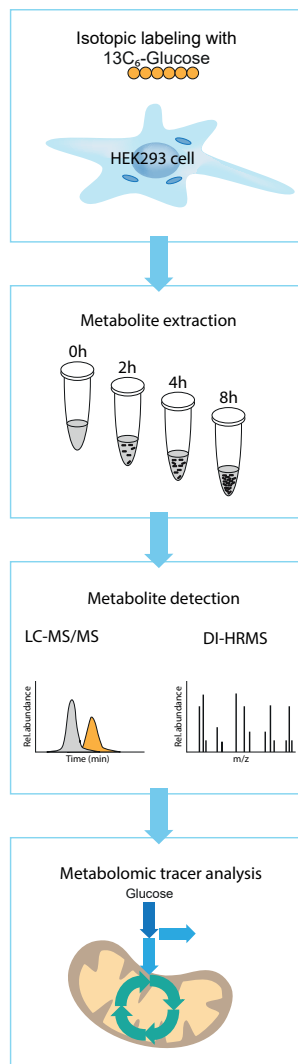 Isotopic labeling with
13C₆-Glucose
HEK293 cell
Metabolite extraction
0h
2h
4h
8h
Metabolite detection
LC-MS/MS
DI-HRMS
Rel.abundance
Time (min)
Rel.abundance
m/z
Metabolomic tracer analysis
Glucose